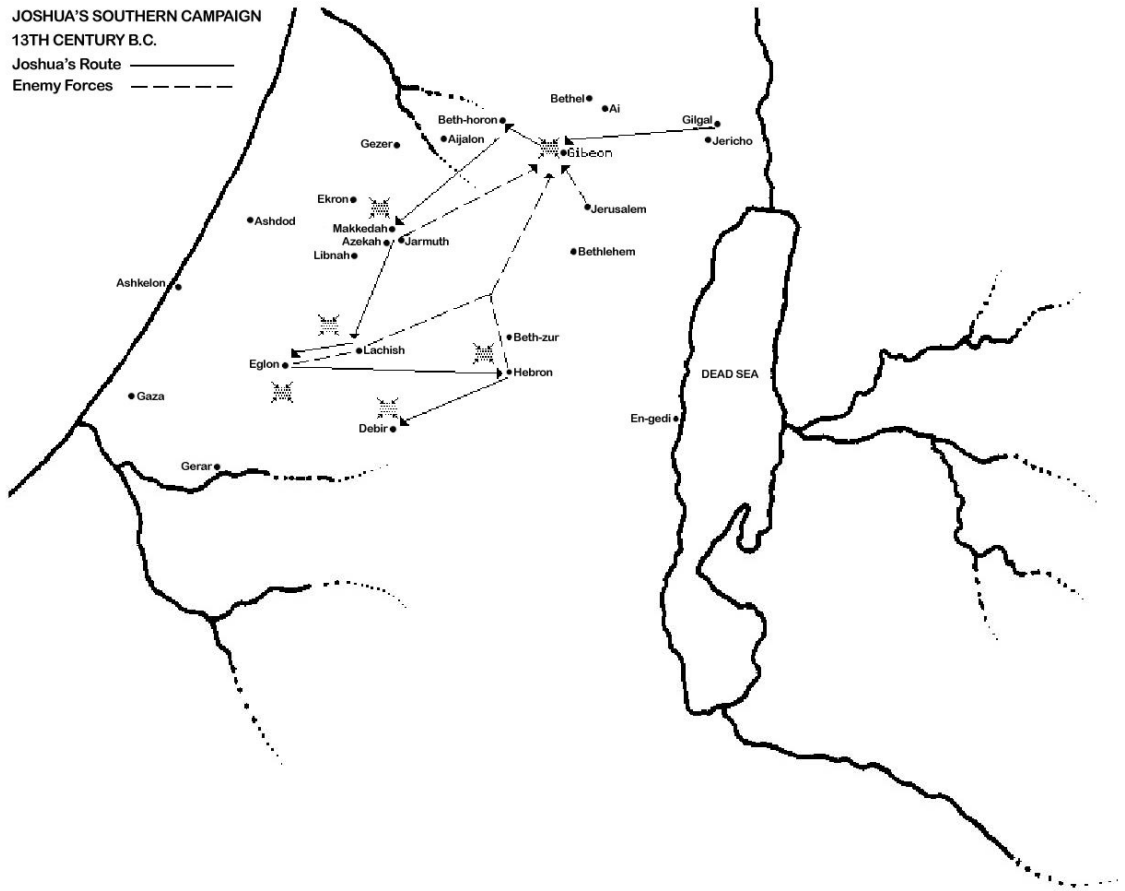 JOSHUA'S SOUTHERN CAMPAIGN
13TH CENTURY B.C.
Joshua's Route
Enemy Forces
Bethel
Ai
Beth-horon
Gilgal
Gezer
Aijalon
Jericho
Gibeon
Ekron
Jerusalem
Ashdod
Makkedah
Azekah
Jarmuth
Libnah
Bethlehem
Ashkelon
Beth-zur
Lachish
Eglon
Hebron
DEAD SEA
Gaza
En-gedi
Debir
Gerar